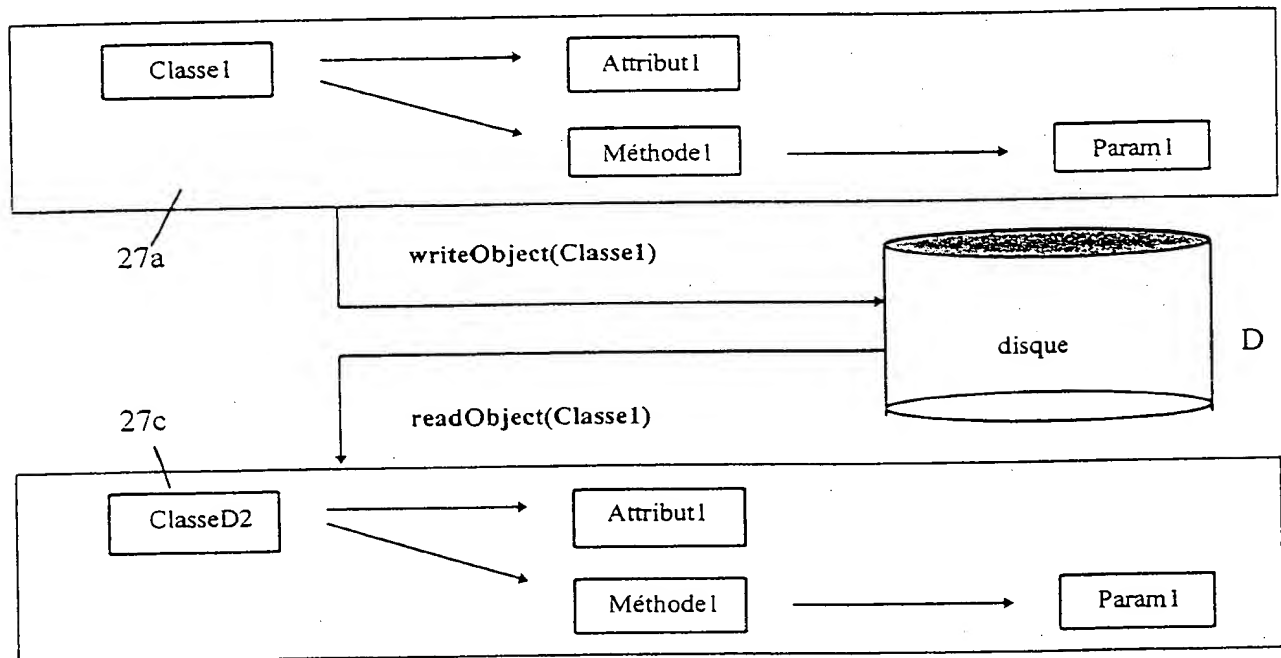 Classe1
Attribut1
Méthode1
Param1
27a
writeObject(Classe1)
disque
D
readObject(Classe1)
27c
ClasseD2
Attribut1
Méthode1
Param1